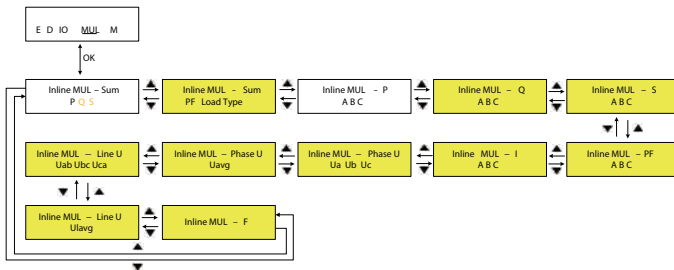 E D IO MUL M
OK
Inline MUL – Sum
P Q S
Inline MUL – Sum
PF Load Type
Inline MUL – P
A B C
Inline MUL – Q
A B C
Inline MUL – S
A B C
Inline MUL – Line U
Uab Ubc Uca
Inline MUL – Phase U
Uavg
Inline MUL – Phase U
Ua Ub Uc
Inline MUL – I
A B C
Inline MUL – PF
A B C
Inline MUL – Line U
Ulavg
Inline MUL – F